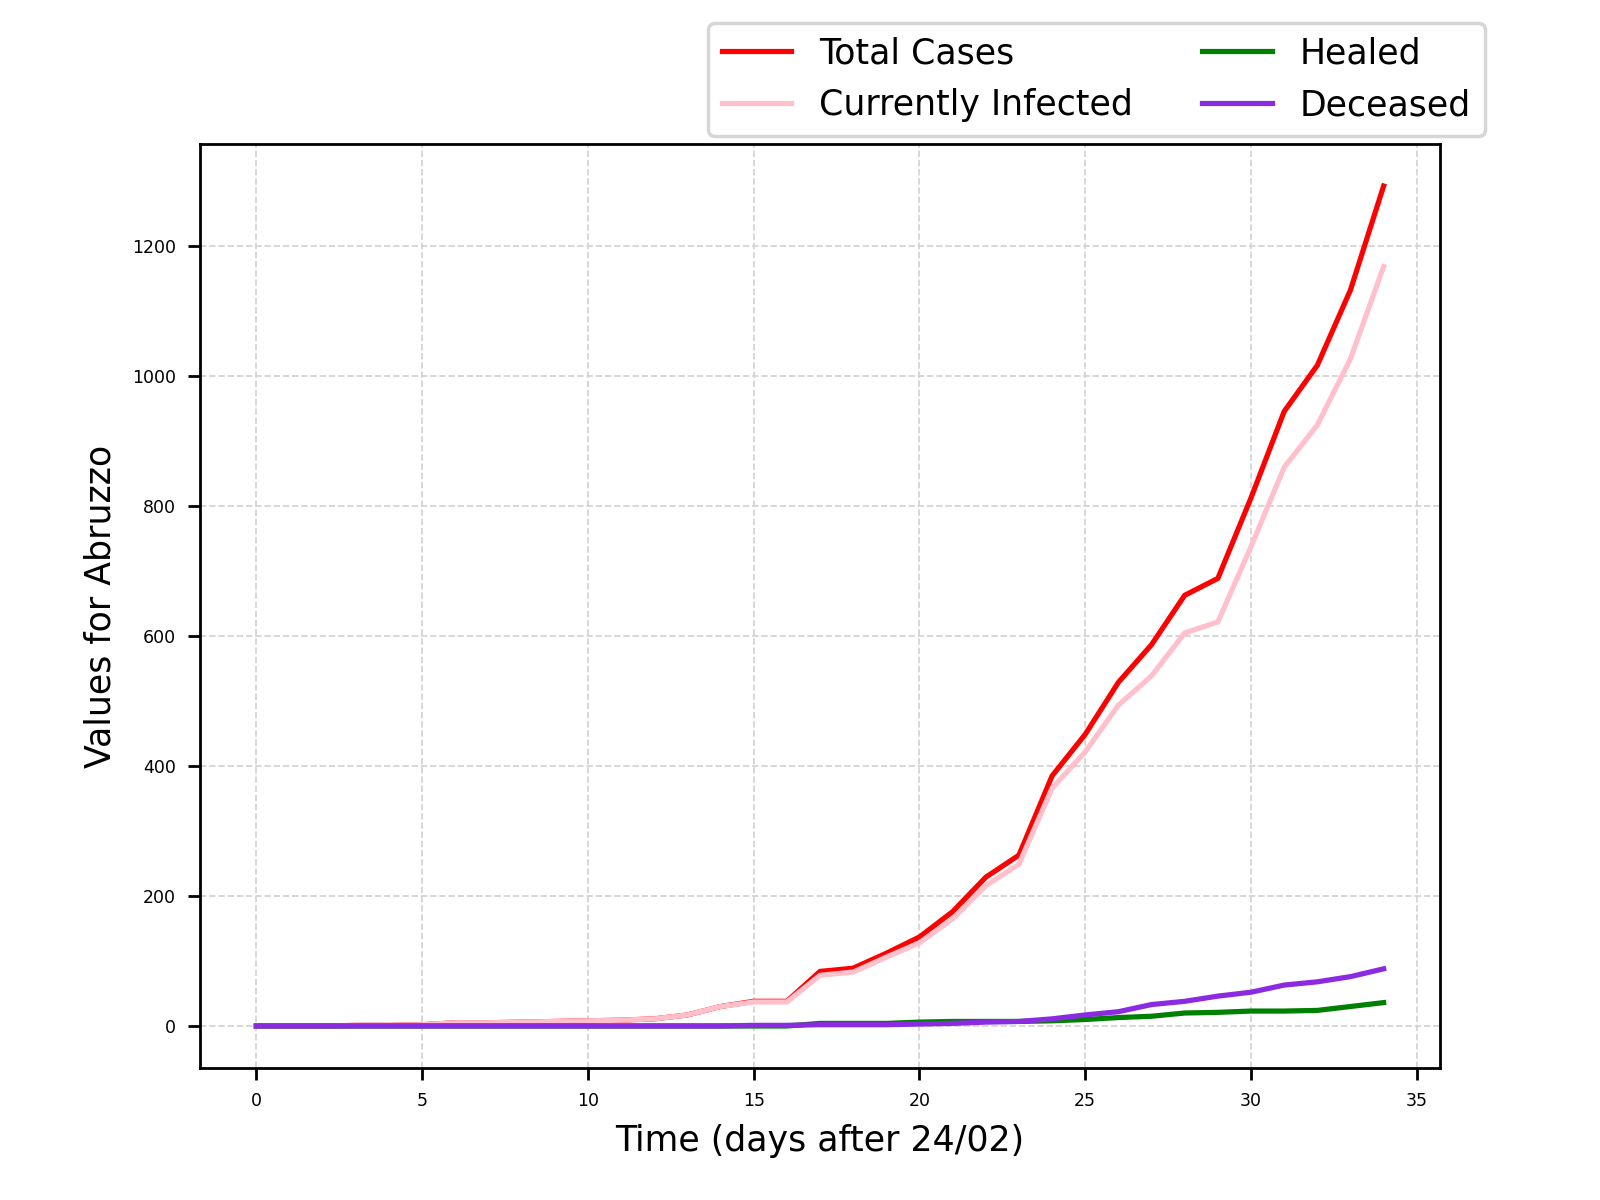 Total Cases
Currently Infected
Healed
Deceased
Values for Abruzzo
1200
1000
800
600
400
200
0
0 5 10 15 20 25 30 35
Time (days after 24/02)